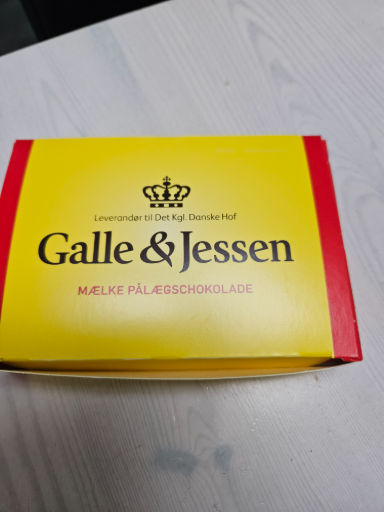 Leverandør til Det Kgl. Danske Hof
Galle & Jessen
MÆLKE PÅLÆGSCHOKOLADE